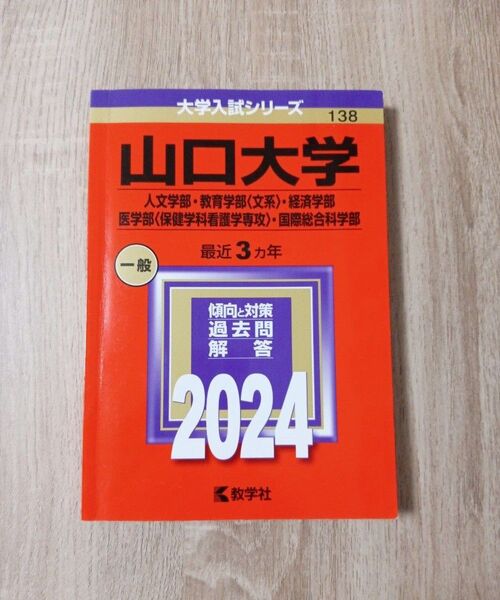 大学入試シリーズ
138
山口大学
人文学部・教育学部〈文系〉・経済学部
医学部〈保健学科看護学専攻〉・国際総合科学部
最近3カ年
一般
傾向と対策
過去問
解答
2024
教学社